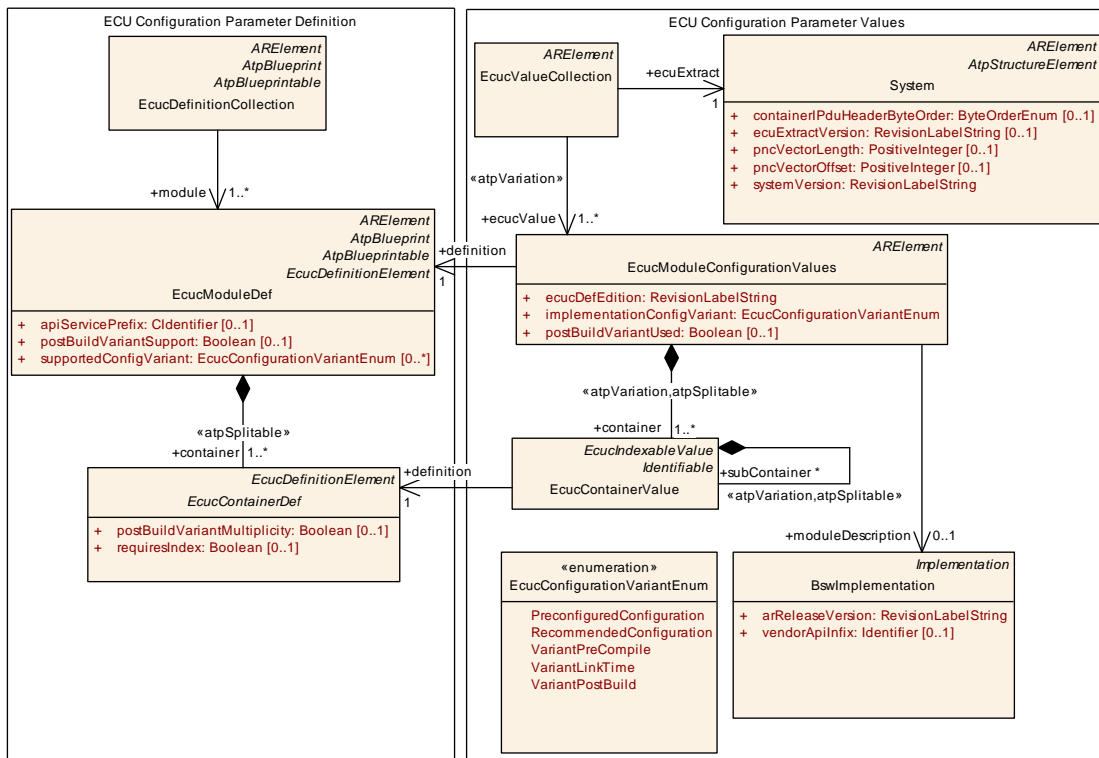 ECU Configuration Parameter Definition
ARElement
AtpBlueprint
AtpBlueprintable
EcucDefinitionCollection
+module
1..*
ARElement
AtpBlueprint
AtpBlueprintable
EcucDefinitionElement
EcucModuleDef
+ apiServicePrefix: CIdentifier [0..1]
+ postBuildVariantSupport: Boolean [0..1]
+ supportedConfigVariant: EcucConfigurationVariantEnum [0..*]
«atpSplitable»
+container
1..*
EcucDefinitionElement
EcucContainerDef
+ postBuildVariantMultiplicity: Boolean [0..1]
+ requiresIndex: Boolean [0..1]
ECU Configuration Parameter Values
ARElement
EcucValueCollection
+ecuExtract
1
ARElement
AtpStructureElement
System
+ containerIPduHeaderByteOrder: ByteOrderEnum [0..1]
+ ecuExtractVersion: RevisionLabelString [0..1]
+ pncVectorLength: PositiveInteger [0..1]
+ pncVectorOffset: PositiveInteger [0..1]
+ systemVersion: RevisionLabelString
«atpVariation»
+ecucValue
1..*
+definition
1
ARElement
EcucModuleConfigurationValues
+ ecucDefEdition: RevisionLabelString
+ implementationConfigVariant: EcucConfigurationVariantEnum
+ postBuildVariantUsed: Boolean [0..1]
«atpVariation,atpSplitable»
+container
1..*
+definition
1
EcucIndexableValue
Identifiable
EcucContainerValue
+subContainer *
«atpVariation,atpSplitable»
+moduleDescription
0..1
«enumeration»
EcucConfigurationVariantEnum
PreconfiguredConfiguration
RecommendedConfiguration
VariantPreCompile
VariantLinkTime
VariantPostBuild
Implementation
BswImplementation
+ arReleaseVersion: RevisionLabelString
+ vendorApiInfix: Identifier [0..1]